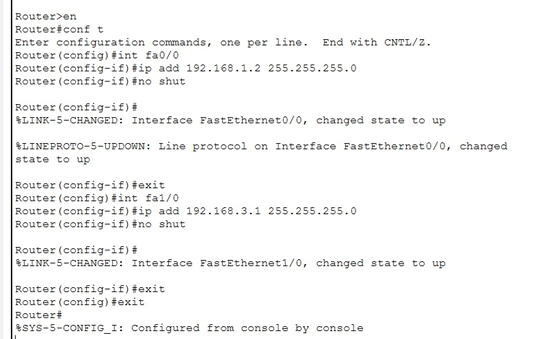 Router>en
Router#conf t
Enter configuration commands, one per line.  End with CNTL/Z.
Router(config)#int fa0/0
Router(config-if)#ip add 192.168.1.2 255.255.255.0
Router(config-if)#no shut
Router(config-if)#
%LINK-5-CHANGED: Interface FastEthernet0/0, changed state to up
%LINEPROTO-5-UPDOWN: Line protocol on Interface FastEthernet0/0, changed
state to up
Router(config-if)#exit
Router(config)#int fa1/0
Router(config-if)#ip add 192.168.3.1 255.255.255.0
Router(config-if)#no shut
Router(config-if)#
%LINK-5-CHANGED: Interface FastEthernet1/0, changed state to up
Router(config-if)#exit
Router(config)#exit
Router#
%SYS-5-CONFIG_I: Configured from console by console